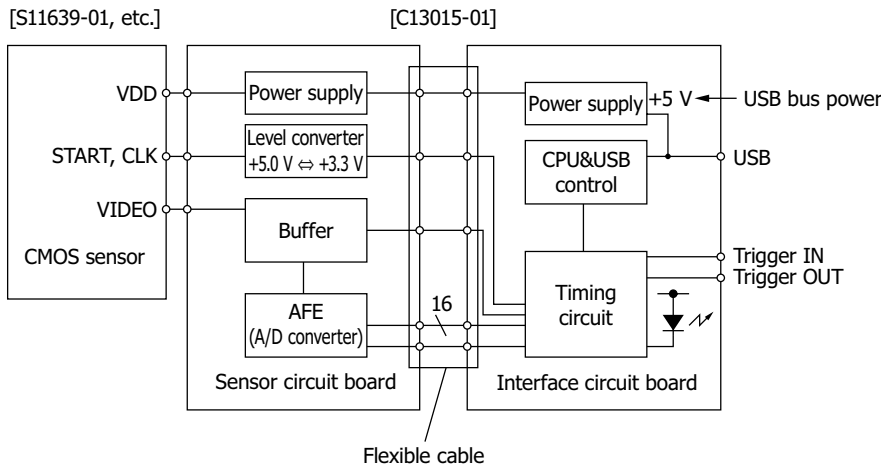 [S11639-01, etc.]
[C13015-01]
VDD
Power supply
Power supply
+5 V
USB bus power
START, CLK
Level converter
+5.0 V ⇔ +3.3 V
CPU&USB
control
USB
VIDEO
Buffer
CMOS sensor
Trigger IN
Trigger OUT
Timing
circuit
AFE
(A/D converter)
16
Sensor circuit board
Interface circuit board
Flexible cable